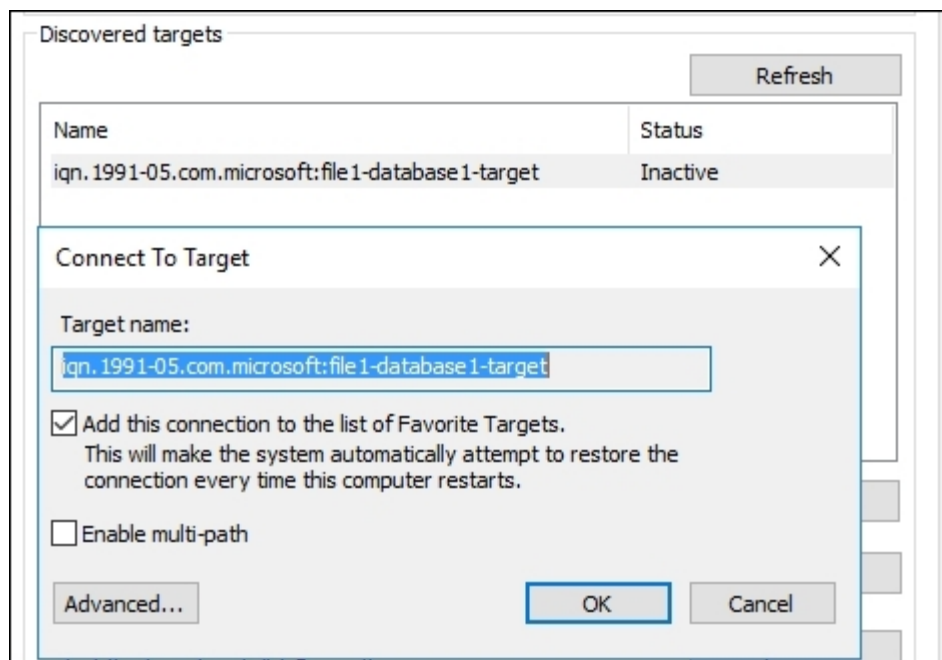 Discovered targets
Refresh
Name Status
iqn.1991-05.com.microsoft:file1-database1-target Inactive
Connect To Target
Target name:
iqn.1991-05.com.microsoft:file1-database1-target
Add this connection to the list of Favorite Targets.
This will make the system automatically attempt to restore the
connection every time this computer restarts.
Enable multi-path
Advanced... OK Cancel